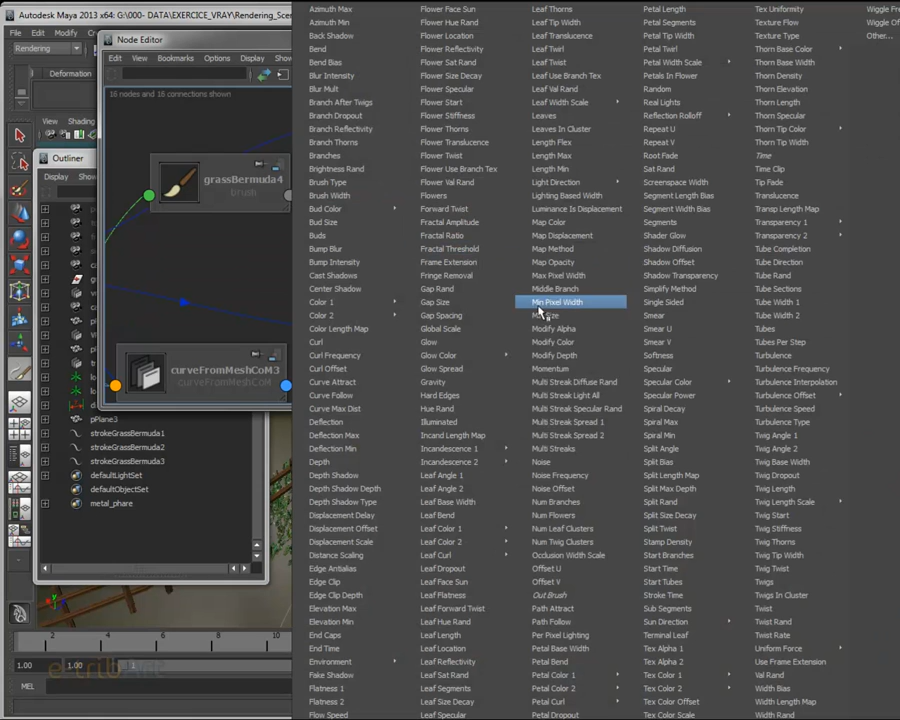 Autodesk Maya 2013 x64: G:\000- DATA\EXERCICE_VRAY\Rendering_Scen
File Edit Modify
Rendering
Deformation
View Shading
Node Editor
Edit View Bookmarks Options Display Show
16 nodes and 16 connections shown
grassBermuda4
brush
curveFromMeshCoM3
curveFromMeshCoM
Outliner
Display
pPlane3
strokeGrassBermuda1
strokeGrassBermuda2
strokeGrassBermuda3
defaultLightSet
defaultObjectSet
metal_phare
2 4 6 8 10 12 14
1.00 1.00 1
MEL
Azimuth Max
Azimuth Min
Back Shadow
Bend
Bend Bias
Blur Intensity
Blur Mult
Branch After Twigs
Branch Dropout
Branch Reflectivity
Branch Thorns
Branches
Brightness Rand
Brush Type
Brush Width
Bud Color
Bud Size
Buds
Bump Blur
Bump Intensity
Cast Shadows
Center Shadow
Color 1
Color 2
Color Length Map
Curl
Curl Frequency
Curl Offset
Curve Attract
Curve Follow
Curve Max Dist
Deflection
Deflection Max
Deflection Min
Depth
Depth Shadow
Depth Shadow Depth
Depth Shadow Type
Displacement Delay
Displacement Offset
Displacement Scale
Distance Scaling
Edge Antialias
Edge Clip
Edge Clip Depth
Elevation Max
Elevation Min
End Caps
End Time
Environment
Fake Shadow
Flatness 1
Flatness 2
Flow Speed
Flower Face Sun
Flower Hue Rand
Flower Location
Flower Reflectivity
Flower Sat Rand
Flower Size Decay
Flower Specular
Flower Start
Flower Stiffness
Flower Thorns
Flower Translucence
Flower Twist
Flower Use Branch Tex
Flower Val Rand
Flowers
Forward Twist
Fractal Amplitude
Fractal Ratio
Fractal Threshold
Frame Extension
Fringe Removal
Gap Rand
Gap Size
Gap Spacing
Global Scale
Glow
Glow Color
Glow Spread
Gravity
Hard Edges
Hue Rand
Illuminated
Incand Length Map
Incandescence 1
Incandescence 2
Leaf Angle 1
Leaf Angle 2
Leaf Base Width
Leaf Bend
Leaf Color 1
Leaf Color 2
Leaf Curl
Leaf Dropout
Leaf Face Sun
Leaf Flatness
Leaf Forward Twist
Leaf Hue Rand
Leaf Length
Leaf Location
Leaf Reflectivity
Leaf Sat Rand
Leaf Segments
Leaf Size Decay
Leaf Specular
Leaf Thorns
Leaf Tip Width
Leaf Translucence
Leaf Twirl
Leaf Twist
Leaf Use Branch Tex
Leaf Val Rand
Leaf Width Scale
Leaves
Leaves In Cluster
Length Flex
Length Max
Length Min
Light Direction
Lighting Based Width
Luminance Is Displacement
Map Color
Map Displacement
Map Method
Map Opacity
Max Pixel Width
Middle Branch
Min Pixel Width
Modify Alpha
Modify Color
Modify Depth
Momentum
Multi Streak Diffuse Rand
Multi Streak Light All
Multi Streak Specular Rand
Multi Streak Spread 1
Multi Streak Spread 2
Multi Streaks
Noise
Noise Frequency
Noise Offset
Num Branches
Num Flowers
Num Leaf Clusters
Num Twig Clusters
Occlusion Width Scale
Offset U
Offset V
Out Brush
Path Attract
Path Follow
Per Pixel Lighting
Petal Base Width
Petal Bend
Petal Color 1
Petal Color 2
Petal Curl
Petal Dropout
Petal Length
Petal Segments
Petal Tip Width
Petal Twirl
Petal Width Scale
Petals In Flower
Random
Real Lights
Reflection Rolloff
Repeat U
Repeat V
Root Fade
Roughness
Screenspace Width
Segment Length Bias
Segment Width Bias
Segments
Shader Glow
Shadow Diffusion
Shadow Offset
Shadow Transparency
Simplify Method
Single Sided
Smear
Smear U
Smear V
Softness
Specular
Specular Color
Specular Power
Spiral Decay
Spiral Max
Spiral Min
Split Angle
Split Bias
Split Length Map
Split Max Depth
Split Rand
Split Size Decay
Split Twist
Stamp Density
Start Branches
Start Time
Start Tubes
Stroke Time
Sub Segments
Sun Direction
Terminal Leaf
Tex Alpha 1
Tex Alpha 2
Tex Color 1
Tex Color 2
Tex Color Offset
Tex Color Scale
Tex Uniformity
Texture Flow
Texture Type
Thorn Base Color
Thorn Base Width
Thorn Density
Thorn Elevation
Thorn Length
Thorn Specular
Thorn Tip Color
Thorn Tip Width
Time
Time Clip
Tip Fade
Translucence
Transp Length Map
Transparency 1
Transparency 2
Tube Completion
Tube Direction
Tube Rand
Tube Sections
Tube Width 1
Tube Width 2
Tubes
Tubes Per Step
Turbulence
Turbulence Frequency
Turbulence Interpolation
Turbulence Offset
Turbulence Speed
Turbulence Type
Twig Angle 1
Twig Base Width
Twig Dropout
Twig Length
Twig Length Scale
Twig Start
Twig Stiffness
Twig Thorns
Twig Tip Width
Twigs
Twigs In Cluster
Twist
Twist Rand
Twist Rate
Uniform Force
Use Frame Extension
Val Rand
Width Bias
Width Rand
Wiggle Fr
Wiggle Of
Other...